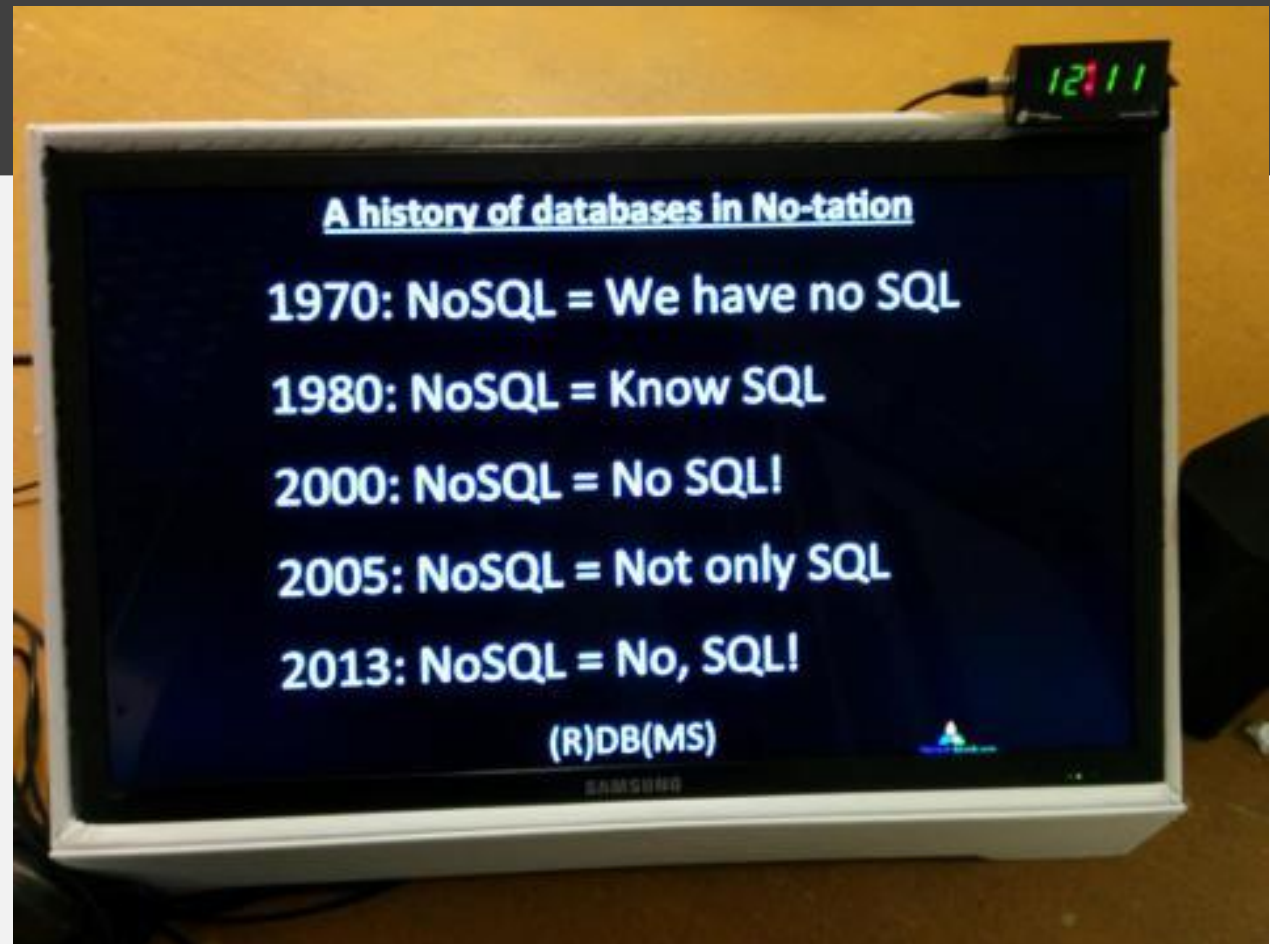 12:11
A history of databases in No-tation
1970: NoSQL = We have no SQL
1980: NoSQL = Know SQL
2000: NoSQL = No SQL!
2005: NoSQL = Not only SQL
2013: NoSQL = No, SQL!
(R)DB(MS)
SAMSUNG